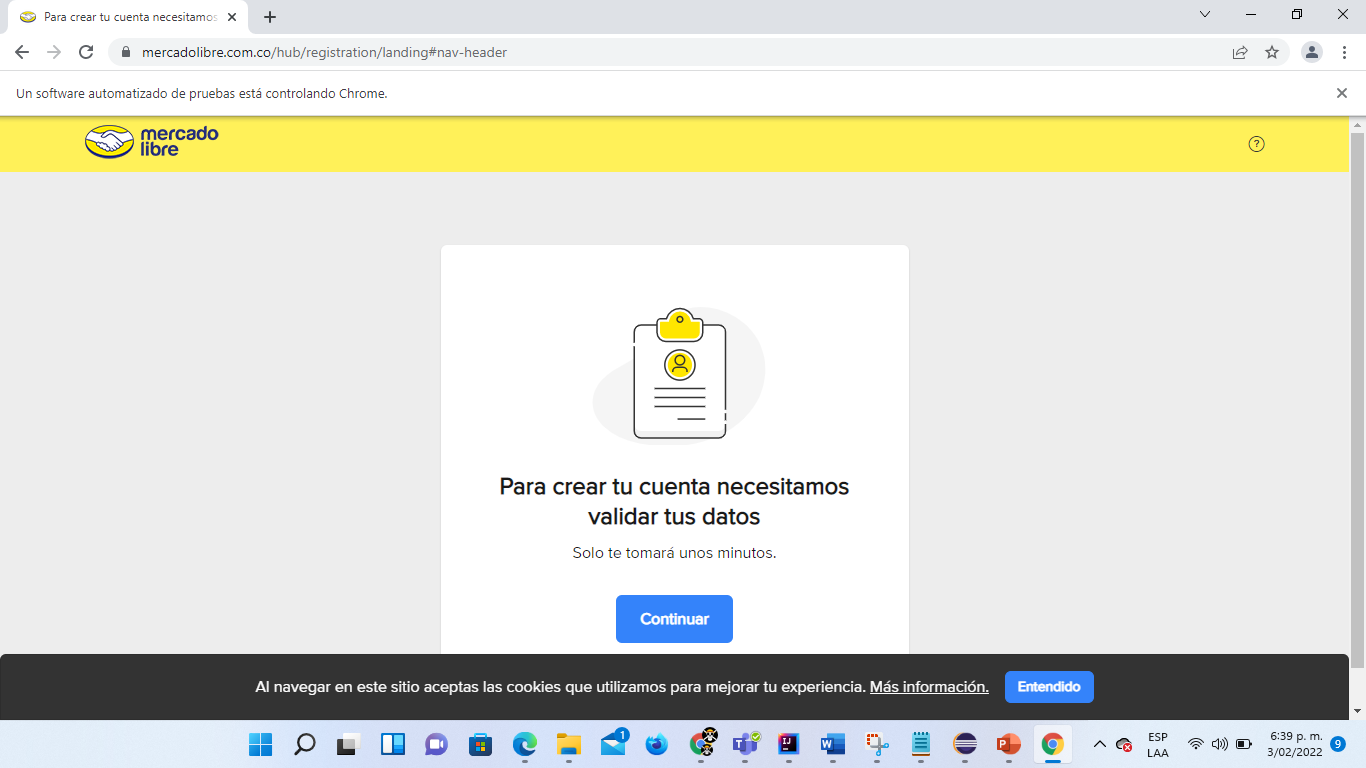 Para crear tu cuenta necesitamos
mercadolibre.com.co/hub/registration/landing#nav-header
Un software automatizado de pruebas está controlando Chrome.
mercado
libre
?
Para crear tu cuenta necesitamos
validar tus datos
Solo te tomará unos minutos.
Continuar
Al navegar en este sitio aceptas las cookies que utilizamos para mejorar tu experiencia. Más información.
Entendido
1
T
IJ
W
P
ESP
LAA
6:39 p. m.
3/02/2022
9